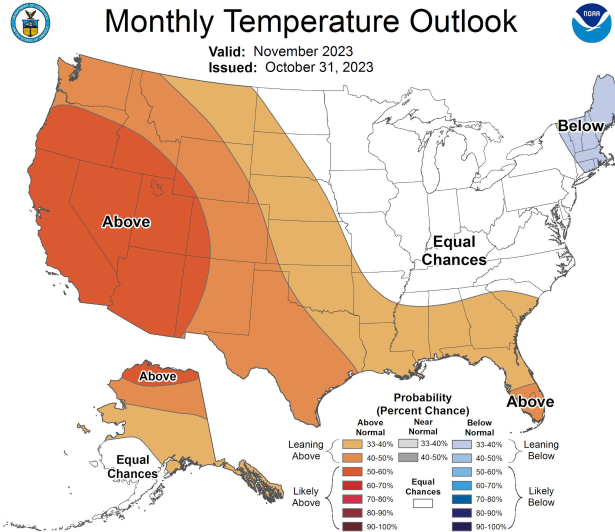 Monthly Temperature Outlook
Valid: November 2023
Issued: October 31, 2023
NOAA
Below
Above
Equal
Chances
Above
Above
Equal
Chances
Probability
(Percent Chance)
Above
Normal
Near
Normal
Below
Normal
Leaning
Above
33-40%
40-50%
33-40%
40-50%
33-40%
40-50%
Leaning
Below
Likely
Above
50-60%
60-70%
70-80%
80-90%
90-100%
Equal
Chances
50-60%
60-70%
70-80%
80-90%
90-100%
Likely
Below